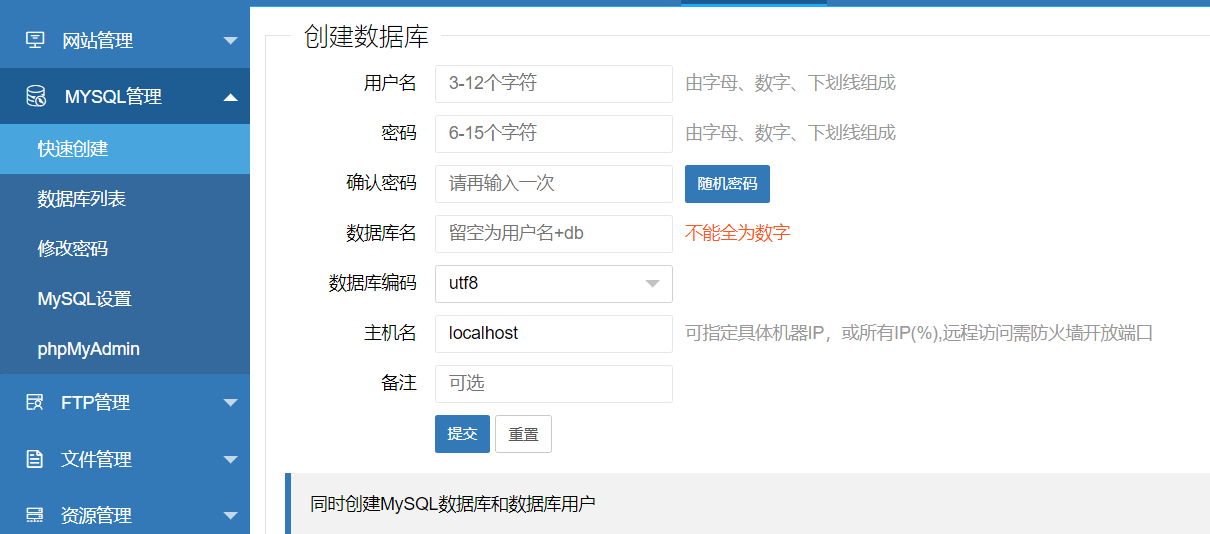 网站管理
MYSQL管理
快速创建
数据库列表
修改密码
MySQL设置
phpMyAdmin
FTP管理
文件管理
资源管理
创建数据库
用户名 3-12个字符 由字母、数字、下划线组成
密码 6-15个字符 由字母、数字、下划线组成
确认密码 请再输入一次 随机密码
数据库名 留空为用户名+db 不能全为数字
数据库编码 utf8
主机名 localhost 可指定具体机器IP，或所有IP(%),远程访问需防火墙开放端口
备注 可选
提交 重置
同时创建MySQL数据库和数据库用户